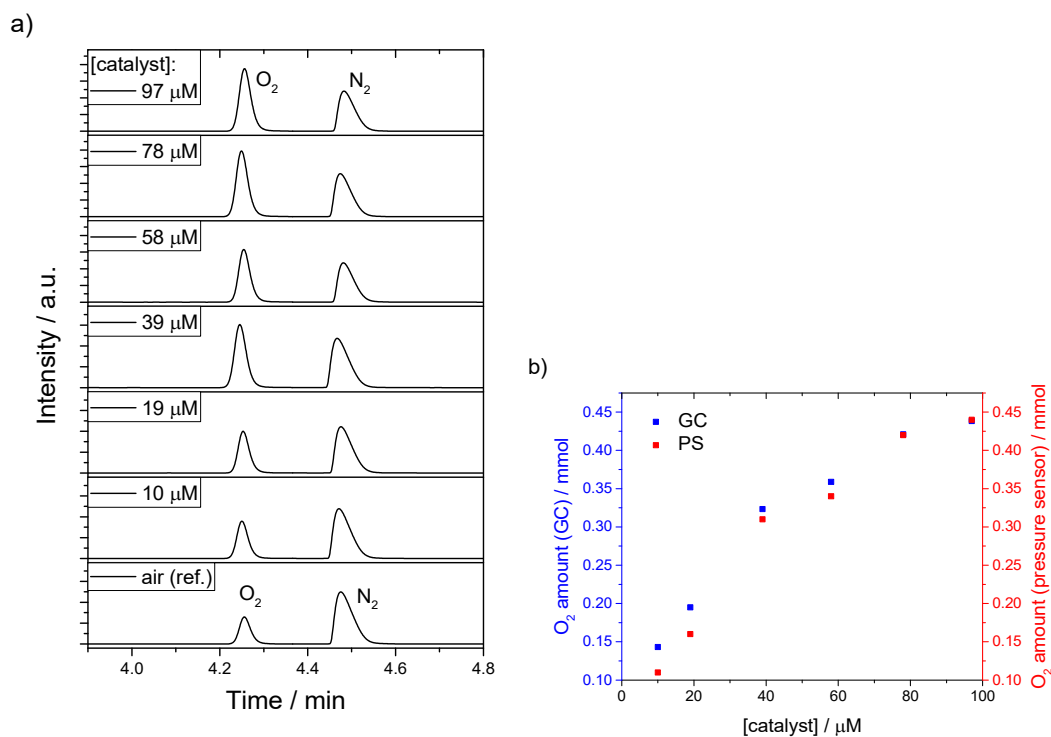 a)
[catalyst]:
97 μM
O₂
N₂
78 μM
58 μM
39 μM
19 μM
10 μM
air (ref.)
O₂
N₂
Intensity / a.u.
4.0 4.2 4.4 4.6 4.8
Time / min
b)
GC
PS
0.45 0.45
0.40 0.40
0.35 0.35
0.30 0.30
0.25 0.25
0.20 0.20
0.15 0.15
0.10 0.10
O₂ amount (GC) / mmol
O₂ amount (pressure sensor) / mmol
0 20 40 60 80 100
[catalyst] / μM